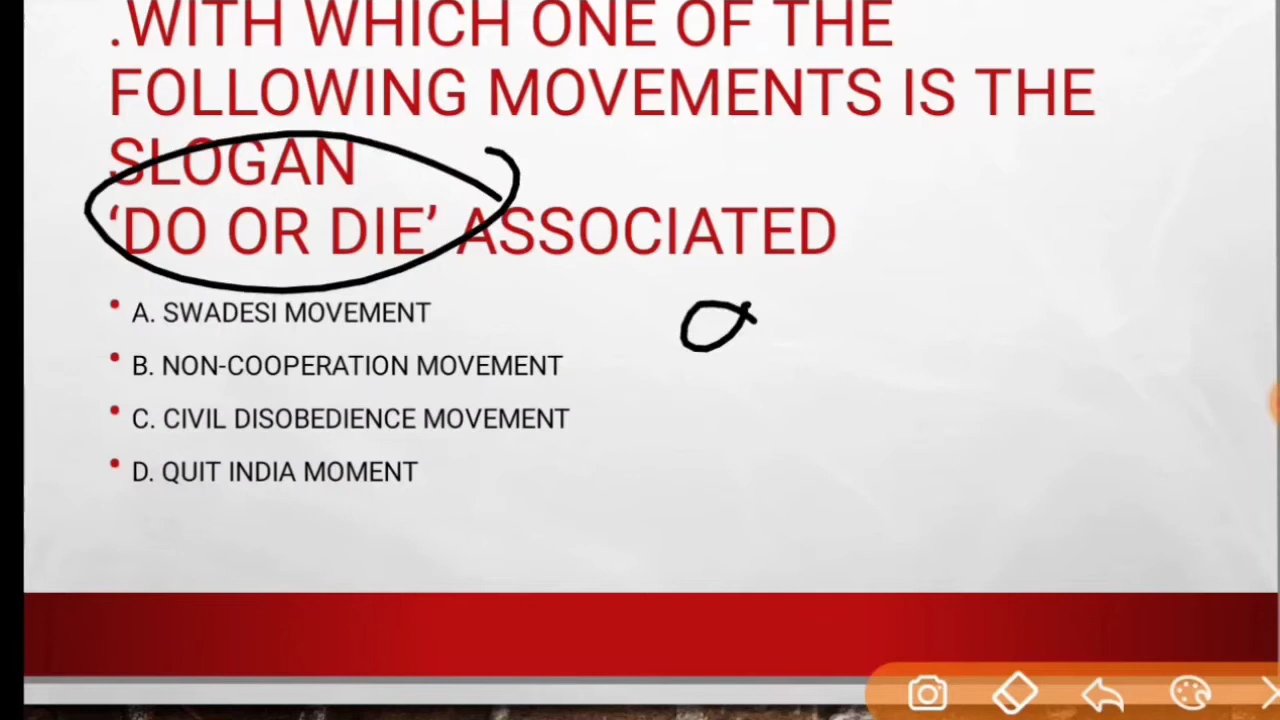 .WITH WHICH ONE OF THE
FOLLOWING MOVEMENTS IS THE
SLOGAN
‘DO OR DIE’ ASSOCIATED
• A. SWADESI MOVEMENT
• B. NON-COOPERATION MOVEMENT
• C. CIVIL DISOBEDIENCE MOVEMENT
• D. QUIT INDIA MOMENT